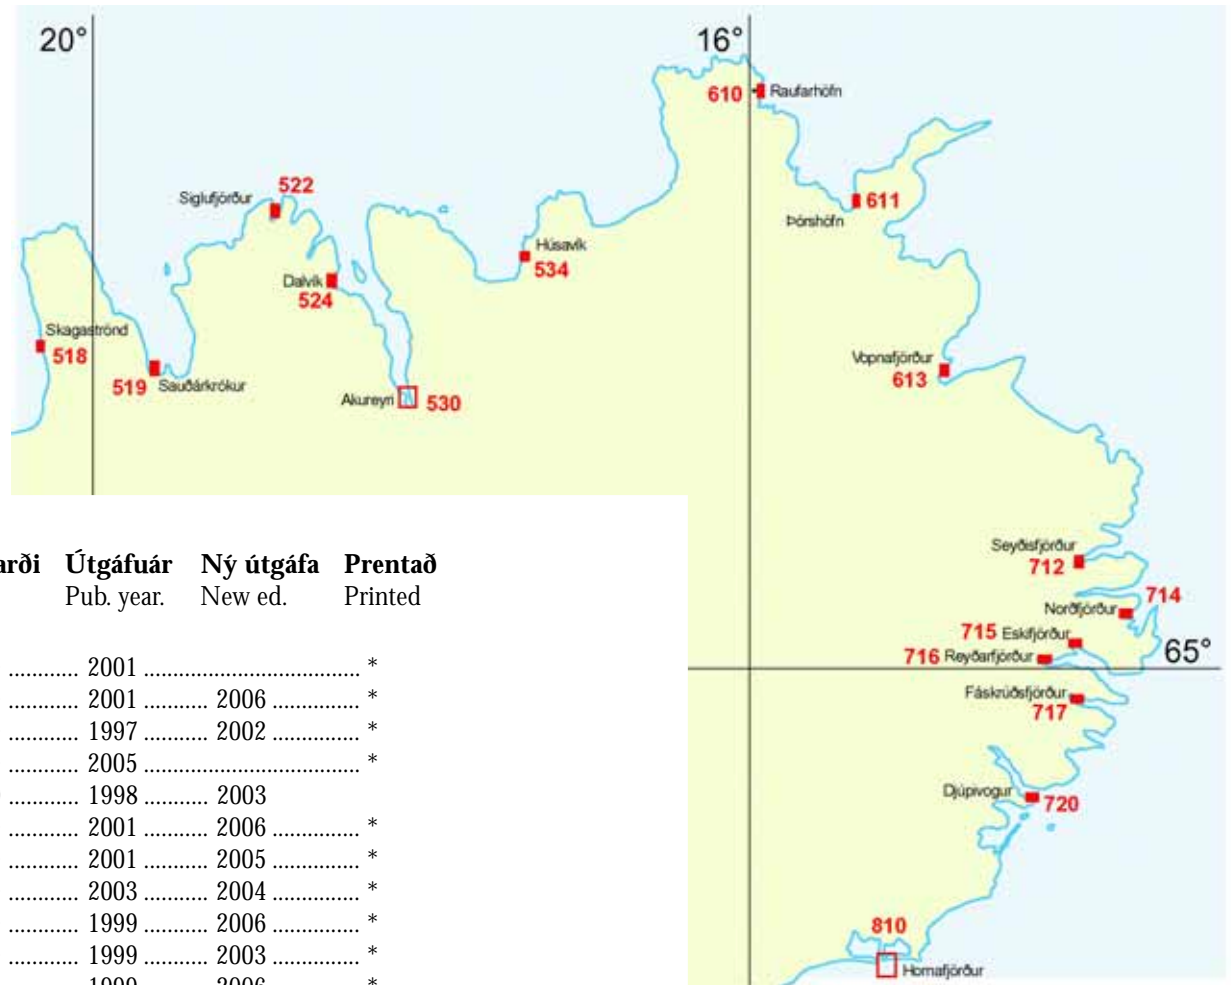 20°
16°
610 Raufarhöfn
522
Siglufjörður
611
Þórshöfn
Húsavík
534
Dalvík
524
Skagaströnd
518
519 Sauðárkrókur
Akureyri 530
Vopnafjörður
613
arði Útgáfuár Ný útgáfa Prentað
Pub. year. New ed. Printed
............ 2001 ........................................ *
............ 2001 ............ 2006 ................ *
............ 1997 ............ 2002 ................ *
............ 2005 ........................................ *
............ 1998 ............ 2003
............ 2001 ............ 2006 ................ *
............ 2001 ............ 2005 ................ *
............ 2003 ............ 2004 ................ *
............ 1999 ............ 2006 ................ *
............ 1999 ............ 2003 ................ *
............ 1999 ............ 2006 ................ *
Seyðisfjörður
712
714
Norðfjörður
715 Eskifjörður
716 Reyðarfjörður
65°
Fáskrúðsfjörður
717
Djúpivogur
720
810
Hornafjörður